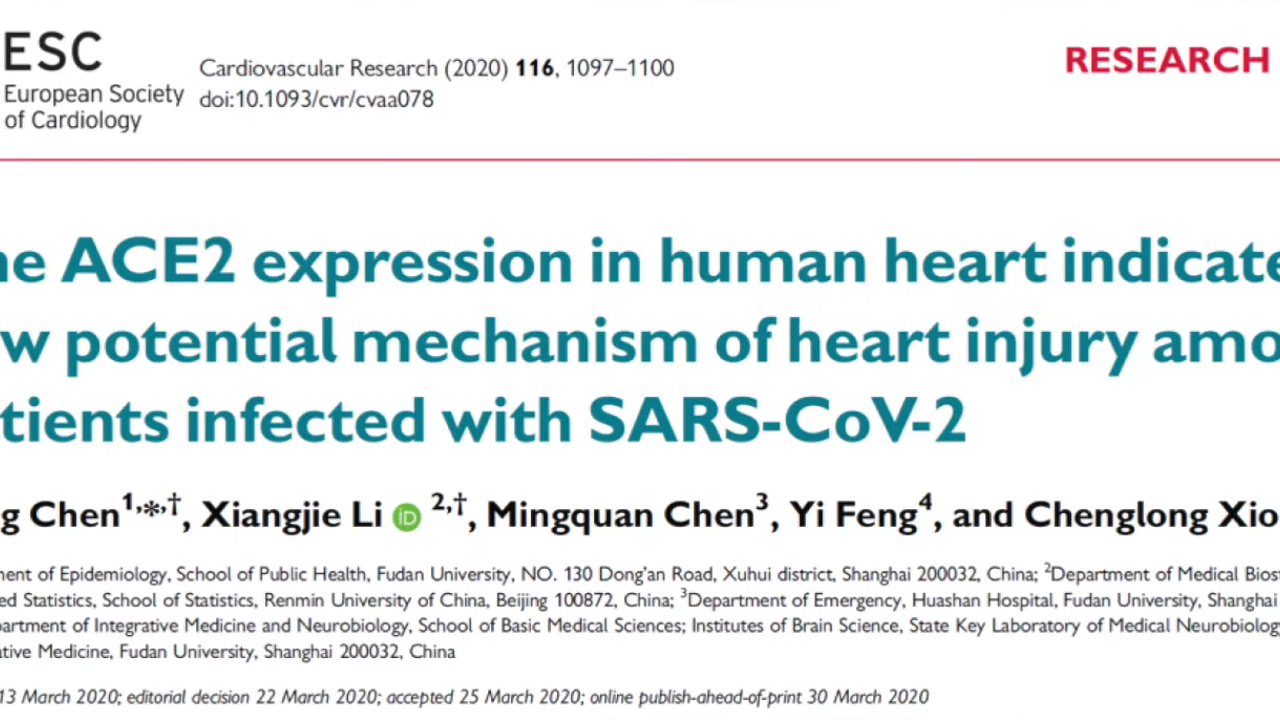 ESC
European Society
of Cardiology
Cardiovascular Research (2020) 116, 1097–1100
doi:10.1093/cvr/cvaa078
RESEARCH
ne ACE2 expression in human heart indicate
w potential mechanism of heart injury amo
tients infected with SARS-CoV-2
g Chen1,*,†, Xiangjie Li iD 2,†, Mingquan Chen3, Yi Feng4, and Chenglong Xio
nent of Epidemiology, School of Public Health, Fudan University, NO. 130 Dong'an Road, Xuhui district, Shanghai 200032, China; 2Department of Medical Bios
ed Statistics, School of Statistics, Renmin University of China, Beijing 100872, China; 3Department of Emergency, Huashan Hospital, Fudan University, Shanghai
partment of Integrative Medicine and Neurobiology, School of Basic Medical Sciences; Institutes of Brain Science, State Key Laboratory of Medical Neurobiology
ative Medicine, Fudan University, Shanghai 200032, China
13 March 2020; editorial decision 22 March 2020; accepted 25 March 2020; online publish-ahead-of-print 30 March 2020